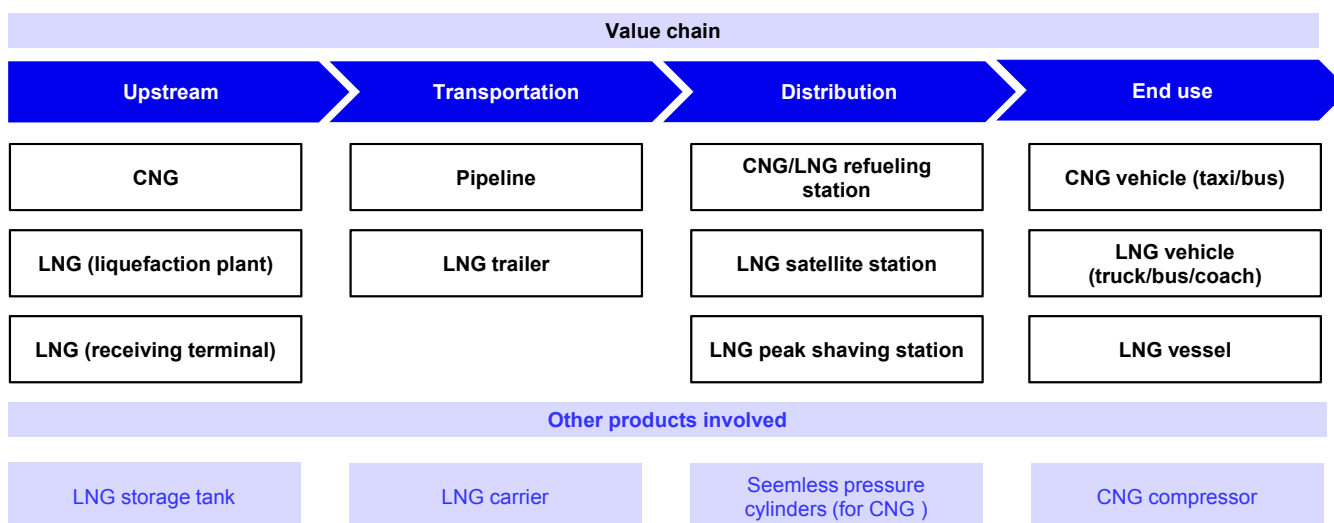 Value chain
Upstream
Transportation
Distribution
End use
CNG
Pipeline
CNG/LNG refueling
station
CNG vehicle (taxi/bus)
LNG (liquefaction plant)
LNG trailer
LNG satellite station
LNG vehicle
(truck/bus/coach)
LNG (receiving terminal)
LNG peak shaving station
LNG vessel
Other products involved
LNG storage tank
LNG carrier
Seemless pressure
cylinders (for CNG )
CNG compressor